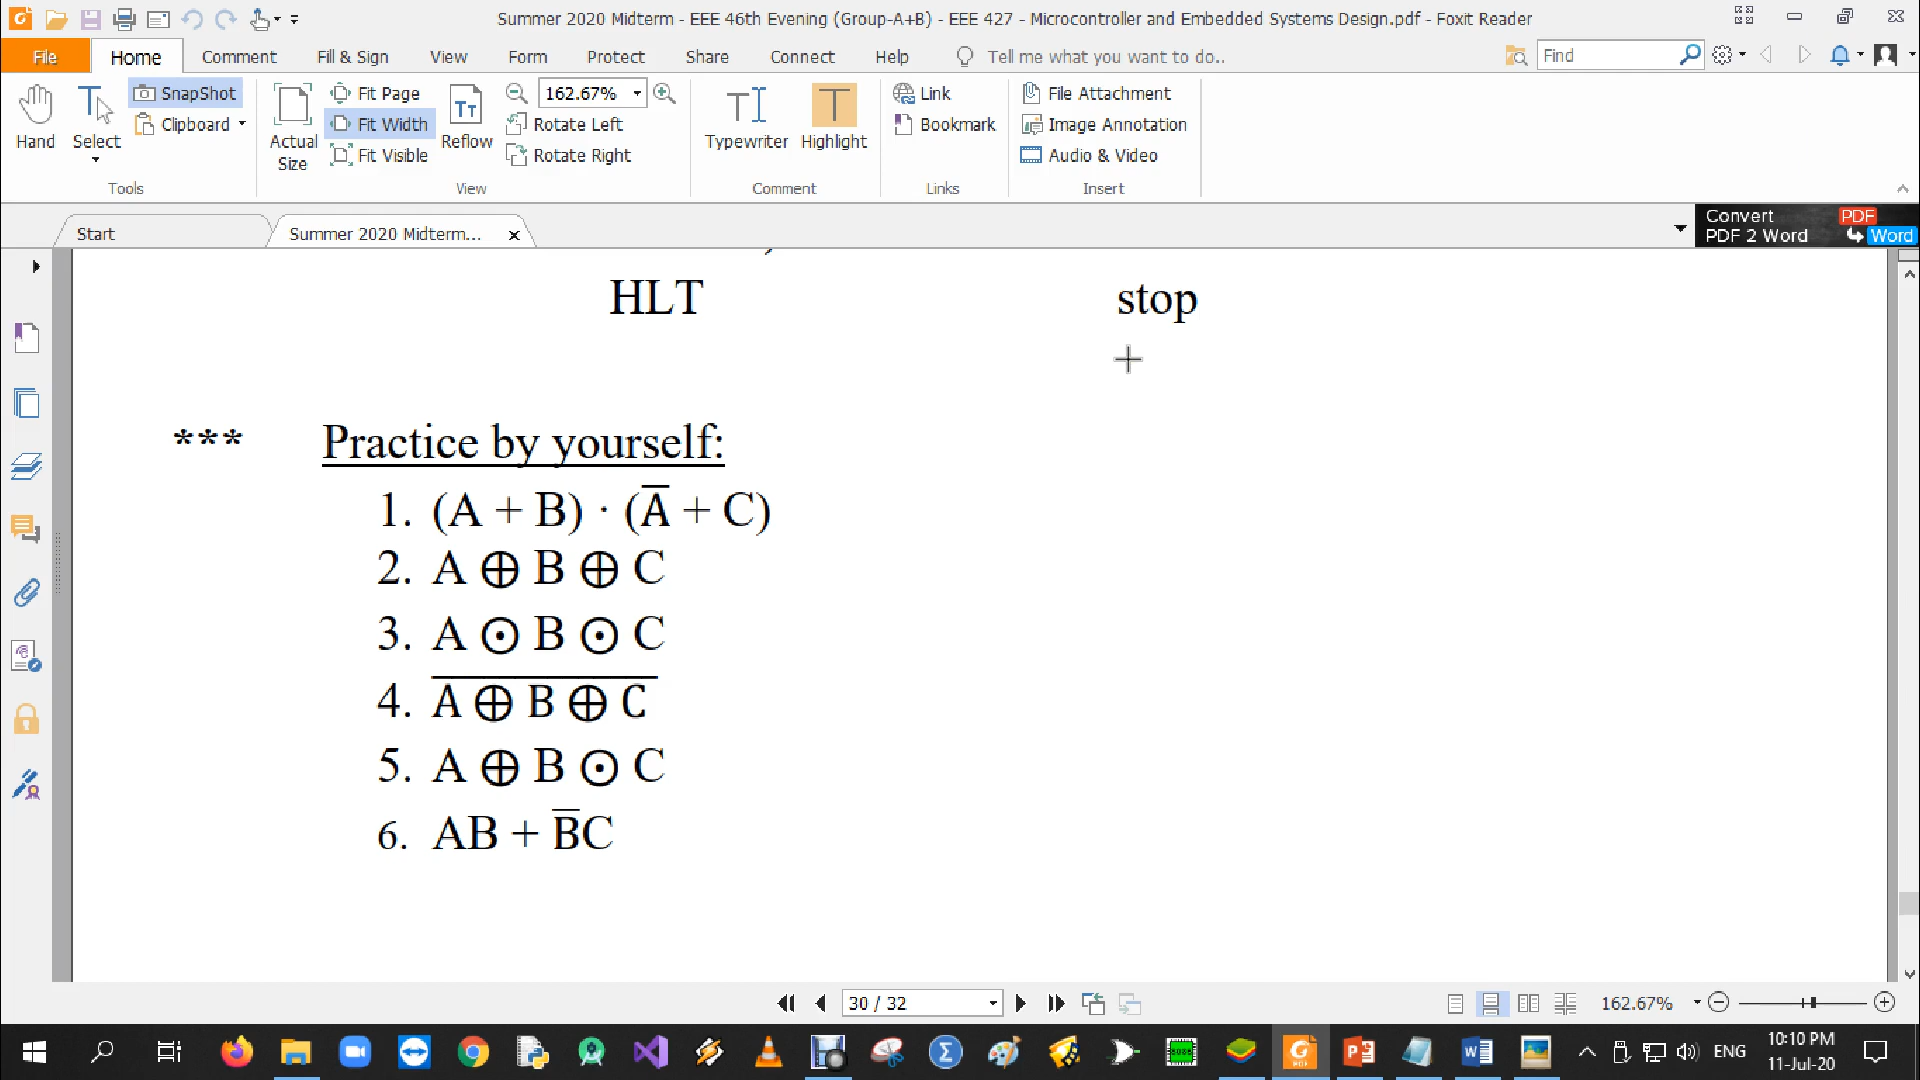 Summer 2020 Midterm - EEE 46th Evening (Group-A+B) - EEE 427 - Microcontroller and Embedded Systems Design.pdf - Foxit Reader
File Home Comment Fill & Sign View Form Protect Share Connect Help Tell me what you want to do.. Find
Hand
Select
SnapShot
Clipboard
Tools
Actual Size
Fit Page
Fit Width
Fit Visible
Reflow
162.67%
Rotate Left
Rotate Right
View
Typewriter
Highlight
Comment
Link
Bookmark
Links
File Attachment
Image Annotation
Audio & Video
Insert
Start
Summer 2020 Midterm...
Convert PDF
PDF 2 Word Word
HLT stop
*** Practice by yourself:
1. (A + B) · (A̅ + C)
2. A ⊕ B ⊕ C
3. A ⊙ B ⊙ C
4. A̅ ̅⊕̅ ̅B̅ ̅⊕̅ ̅C̅
5. A ⊕ B ⊙ C
6. AB + B̅C
30 / 32
162.67%
ENG
10:10 PM
11-Jul-20